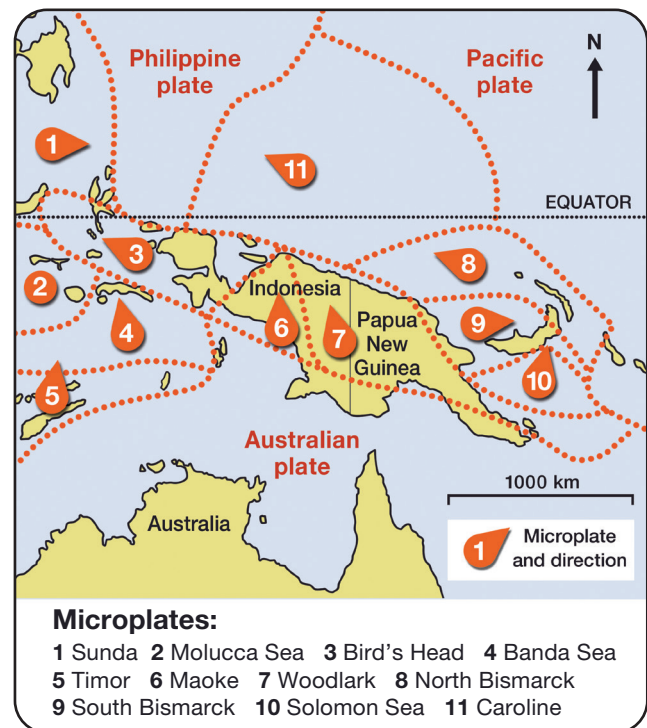 Philippine
plate
Pacific
plate
N
1
11
EQUATOR
3
2
8
Indonesia
4
9
6
7
Papua
New
Guinea
5
10
Australian
plate
1000 km
Australia
1 Microplate
and direction
Microplates:
1 Sunda 2 Molucca Sea 3 Bird's Head 4 Banda Sea
5 Timor 6 Maoke 7 Woodlark 8 North Bismarck
9 South Bismarck 10 Solomon Sea 11 Caroline